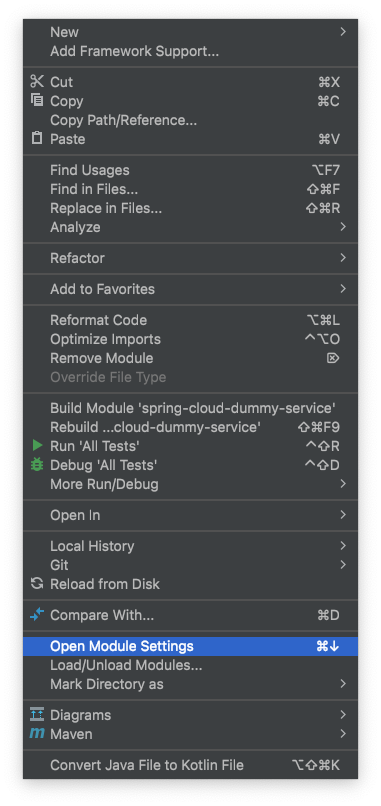 New
Add Framework Support...
Cut ⌘X
Copy ⌘C
Copy Path/Reference...
Paste ⌘V
Find Usages ⌥F7
Find in Files... ⇧⌘F
Replace in Files... ⇧⌘R
Analyze
Refactor
Add to Favorites
Reformat Code ⌥⌘L
Optimize Imports ^⌥O
Remove Module ⌦
Override File Type
Build Module 'spring-cloud-dummy-service'
Rebuild ...cloud-dummy-service' ⇧⌘F9
Run 'All Tests' ^⇧R
Debug 'All Tests' ^⇧D
More Run/Debug
Open In
Local History
Git
Reload from Disk
Compare With... ⌘D
Open Module Settings ⌘↓
Load/Unload Modules...
Mark Directory as
Diagrams
m Maven
Convert Java File to Kotlin File ⌥⇧⌘K